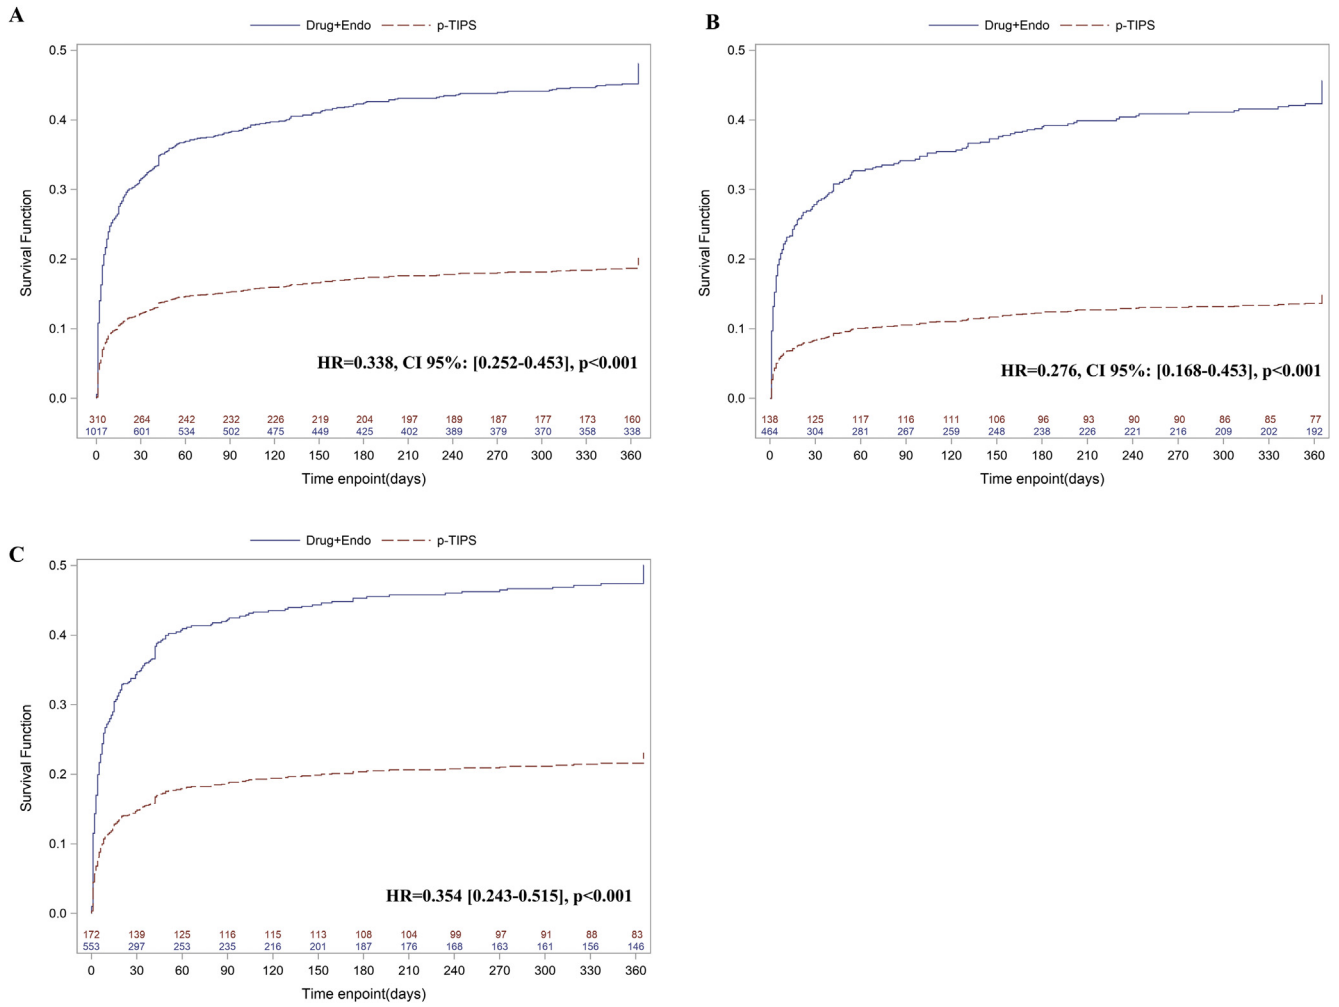 A
Drug+Endo p-TIPS
0.5
0.4
0.3
0.2
0.1
0.0
Survival Function
HR=0.338, CI 95%: [0.252-0.453], p<0.001
310 264 242 232 226 219 204 197 189 187 177 173 160
1017 601 534 502 475 449 425 402 389 379 370 358 338
0 30 60 90 120 150 180 210 240 270 300 330 360
Time enpoint(days)
B
Drug+Endo p-TIPS
0.5
0.4
0.3
0.2
0.1
0.0
Survival Function
HR=0.276, CI 95%: [0.168-0.453], p<0.001
138 125 117 116 111 106 96 93 90 90 86 85 77
464 304 281 267 259 248 238 226 221 216 209 202 192
0 30 60 90 120 150 180 210 240 270 300 330 360
Time enpoint(days)
C
Drug+Endo p-TIPS
0.5
0.4
0.3
0.2
0.1
0.0
Survival Function
HR=0.354 [0.243-0.515], p<0.001
172 139 125 116 115 113 108 104 99 97 91 88 83
553 297 253 235 216 201 187 176 168 163 161 156 146
0 30 60 90 120 150 180 210 240 270 300 330 360
Time enpoint(days)